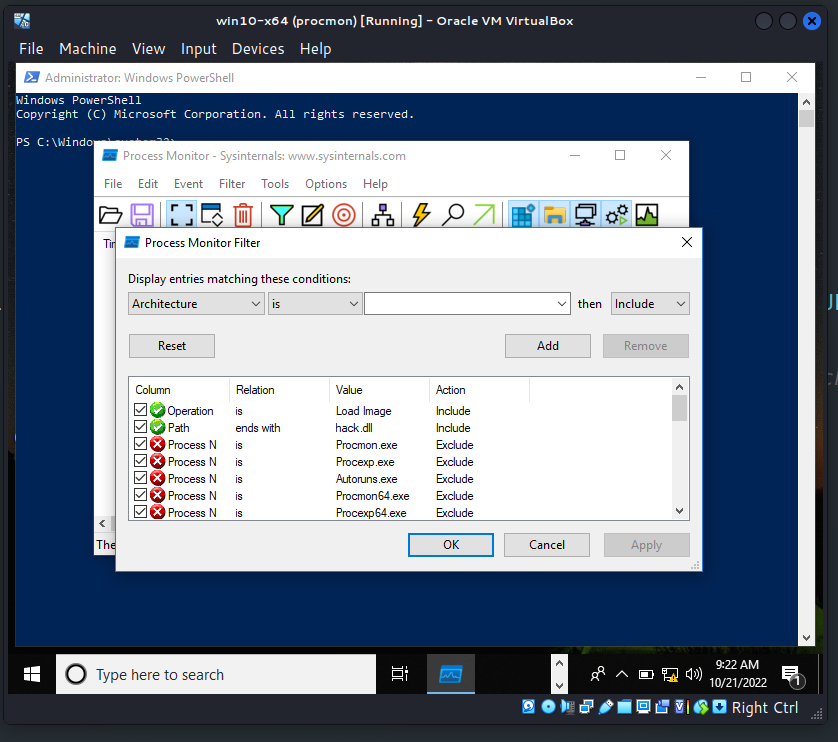 win10-x64 (procmon) [Running] - Oracle VM VirtualBox
File Machine View Input Devices Help
Administrator: Windows PowerShell
Windows PowerShell
Copyright (C) Microsoft Corporation. All rights reserved.
PS C:\Windows\system32>
Process Monitor - Sysinternals: www.sysinternals.com
File Edit Event Filter Tools Options Help
Process Monitor Filter
Display entries matching these conditions:
Architecture is then Include
Reset Add Remove
Column Relation Value Action
Operation is Load Image Include
Path ends with hack.dll Include
Process N is Procmon.exe Exclude
Process N is Procexp.exe Exclude
Process N is Autoruns.exe Exclude
Process N is Procmon64.exe Exclude
Process N is Procexp64.exe Exclude
The
OK Cancel Apply
Type here to search
9:22 AM
10/21/2022
1
Right Ctrl